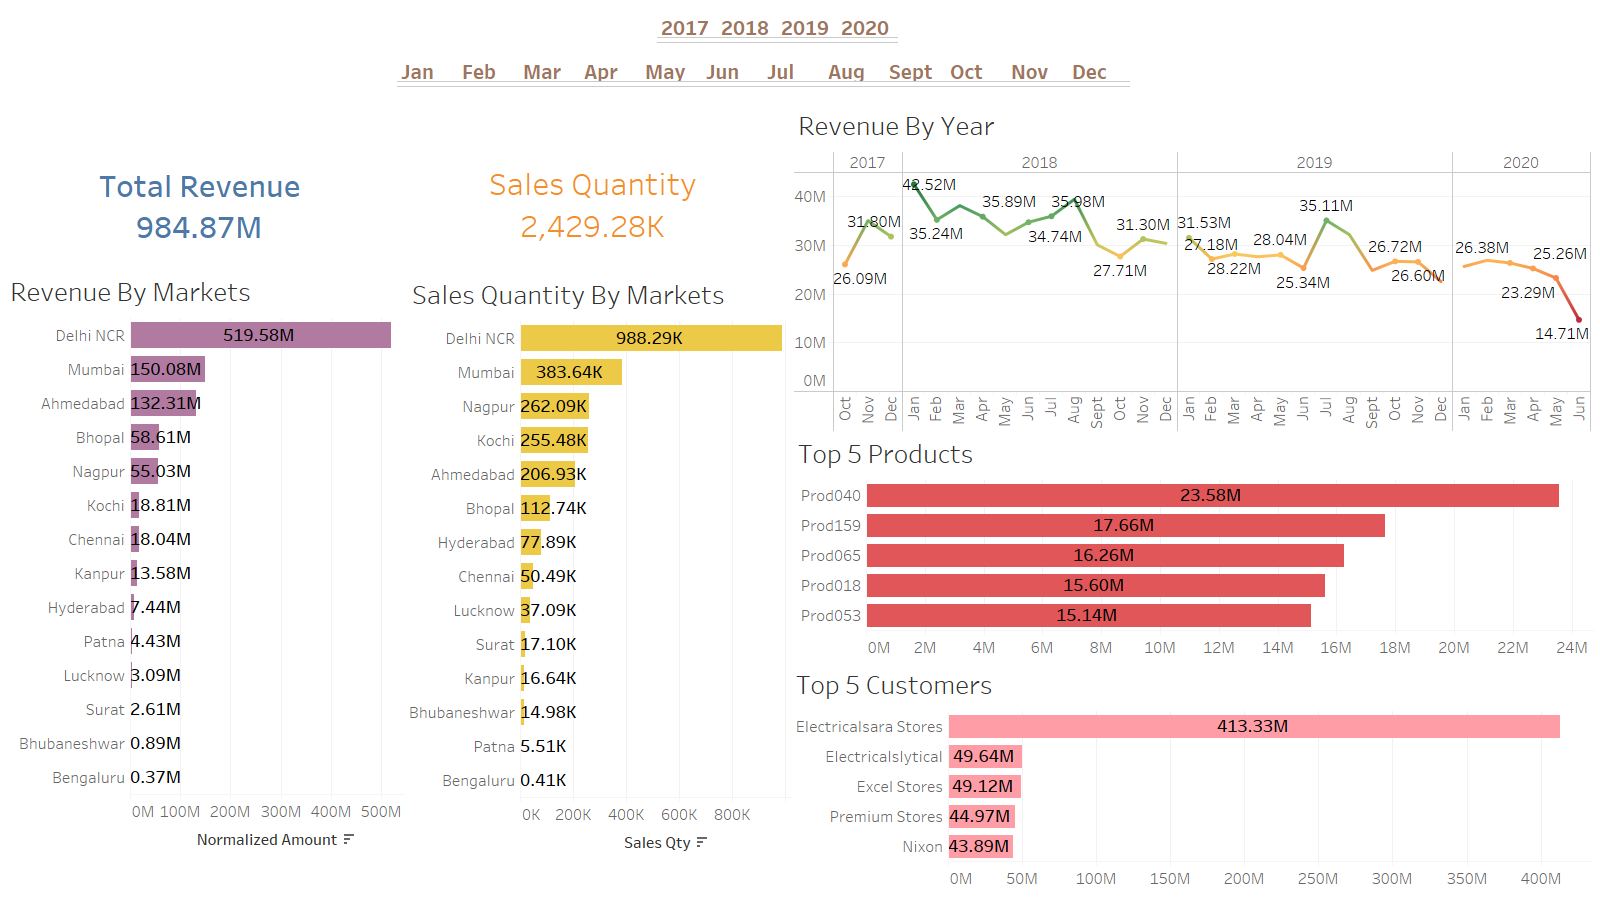 2017 2018 2019 2020
Jan Feb Mar Apr May Jun Jul Aug Sept Oct Nov Dec
Total Revenue
984.87M
Sales Quantity
2,429.28K
Revenue By Markets
Delhi NCR 519.58M
Mumbai 150.08M
Ahmedabad 132.31M
Bhopal 58.61M
Nagpur 55.03M
Kochi 18.81M
Chennai 18.04M
Kanpur 13.58M
Hyderabad 7.44M
Patna 4.43M
Lucknow 3.09M
Surat 2.61M
Bhubaneshwar 0.89M
Bengaluru 0.37M
0M 100M 200M 300M 400M 500M
Normalized Amount
Sales Quantity By Markets
Delhi NCR 988.29K
Mumbai 383.64K
Nagpur 262.09K
Kochi 255.48K
Ahmedabad 206.93K
Bhopal 112.74K
Hyderabad 77.89K
Chennai 50.49K
Lucknow 37.09K
Surat 17.10K
Kanpur 16.64K
Bhubaneshwar 14.98K
Patna 5.51K
Bengaluru 0.41K
0K 200K 400K 600K 800K
Sales Qty
Revenue By Year
2017 2018 2019 2020
40M
30M
20M
10M
0M
26.09M
31.80M
42.52M
35.24M
35.89M
34.74M
35.98M
27.71M
31.30M
31.53M
27.18M
28.22M
28.04M
25.34M
35.11M
26.72M
26.60M
26.38M
23.29M
25.26M
14.71M
Oct Nov Dec Jan Feb Mar Apr May Jun Jul Aug Sept Oct Nov Dec Jan Feb Mar Apr May Jun Jul Aug Sept Oct Nov Dec Jan Feb Mar Apr May Jun
Top 5 Products
Prod040 23.58M
Prod159 17.66M
Prod065 16.26M
Prod018 15.60M
Prod053 15.14M
0M 2M 4M 6M 8M 10M 12M 14M 16M 18M 20M 22M 24M
Top 5 Customers
Electricalsara Stores 413.33M
Electricalslytical 49.64M
Excel Stores 49.12M
Premium Stores 44.97M
Nixon 43.89M
0M 50M 100M 150M 200M 250M 300M 350M 400M